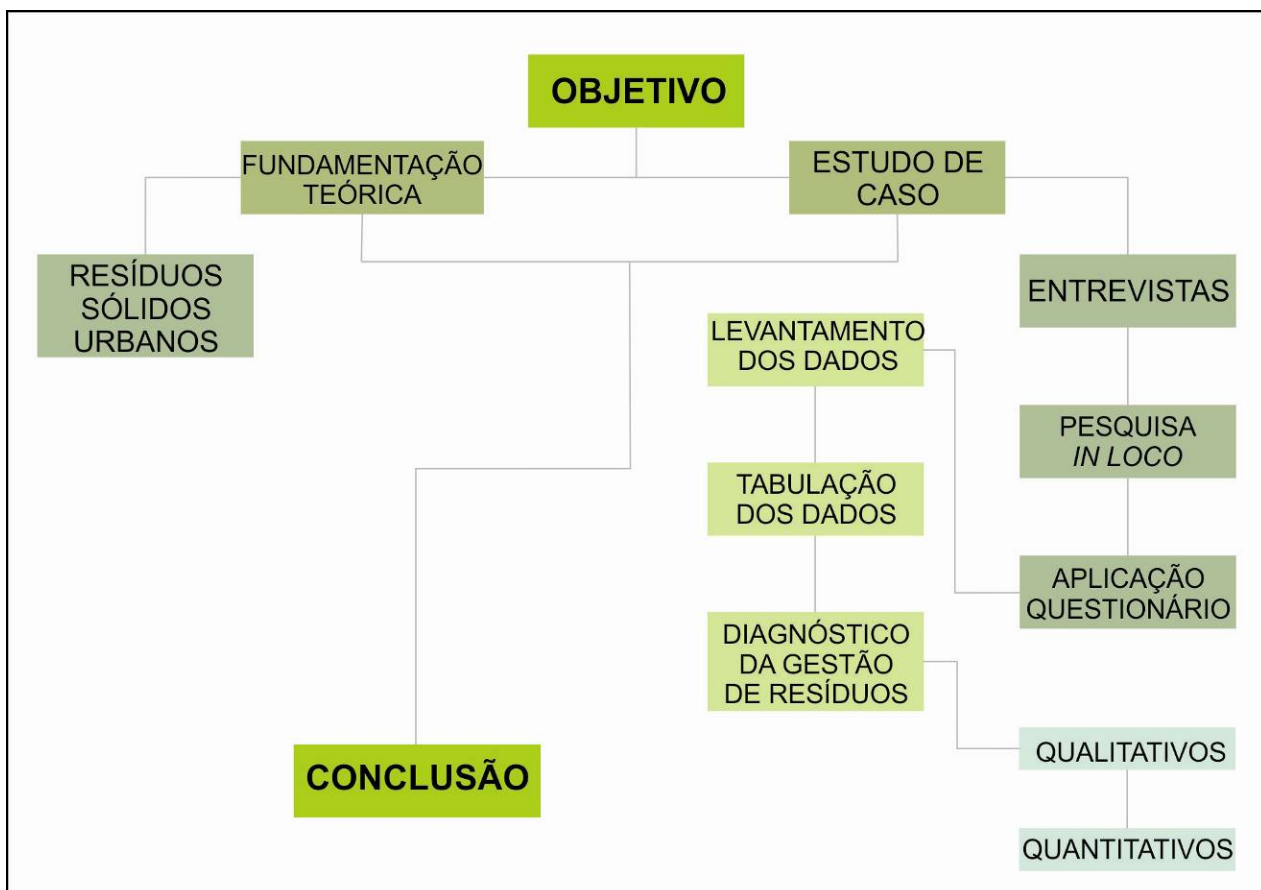 OBJETIVO
FUNDAMENTAÇÃO
TEÓRICA
ESTUDO DE
CASO
RESÍDUOS
SÓLIDOS
URBANOS
ENTREVISTAS
LEVANTAMENTO
DOS DADOS
PESQUISA
IN LOCO
TABULAÇÃO
DOS DADOS
APLICAÇÃO
QUESTIONÁRIO
DIAGNÓSTICO
DA GESTÃO
DE RESÍDUOS
QUALITATIVOS
CONCLUSÃO
QUANTITATIVOS